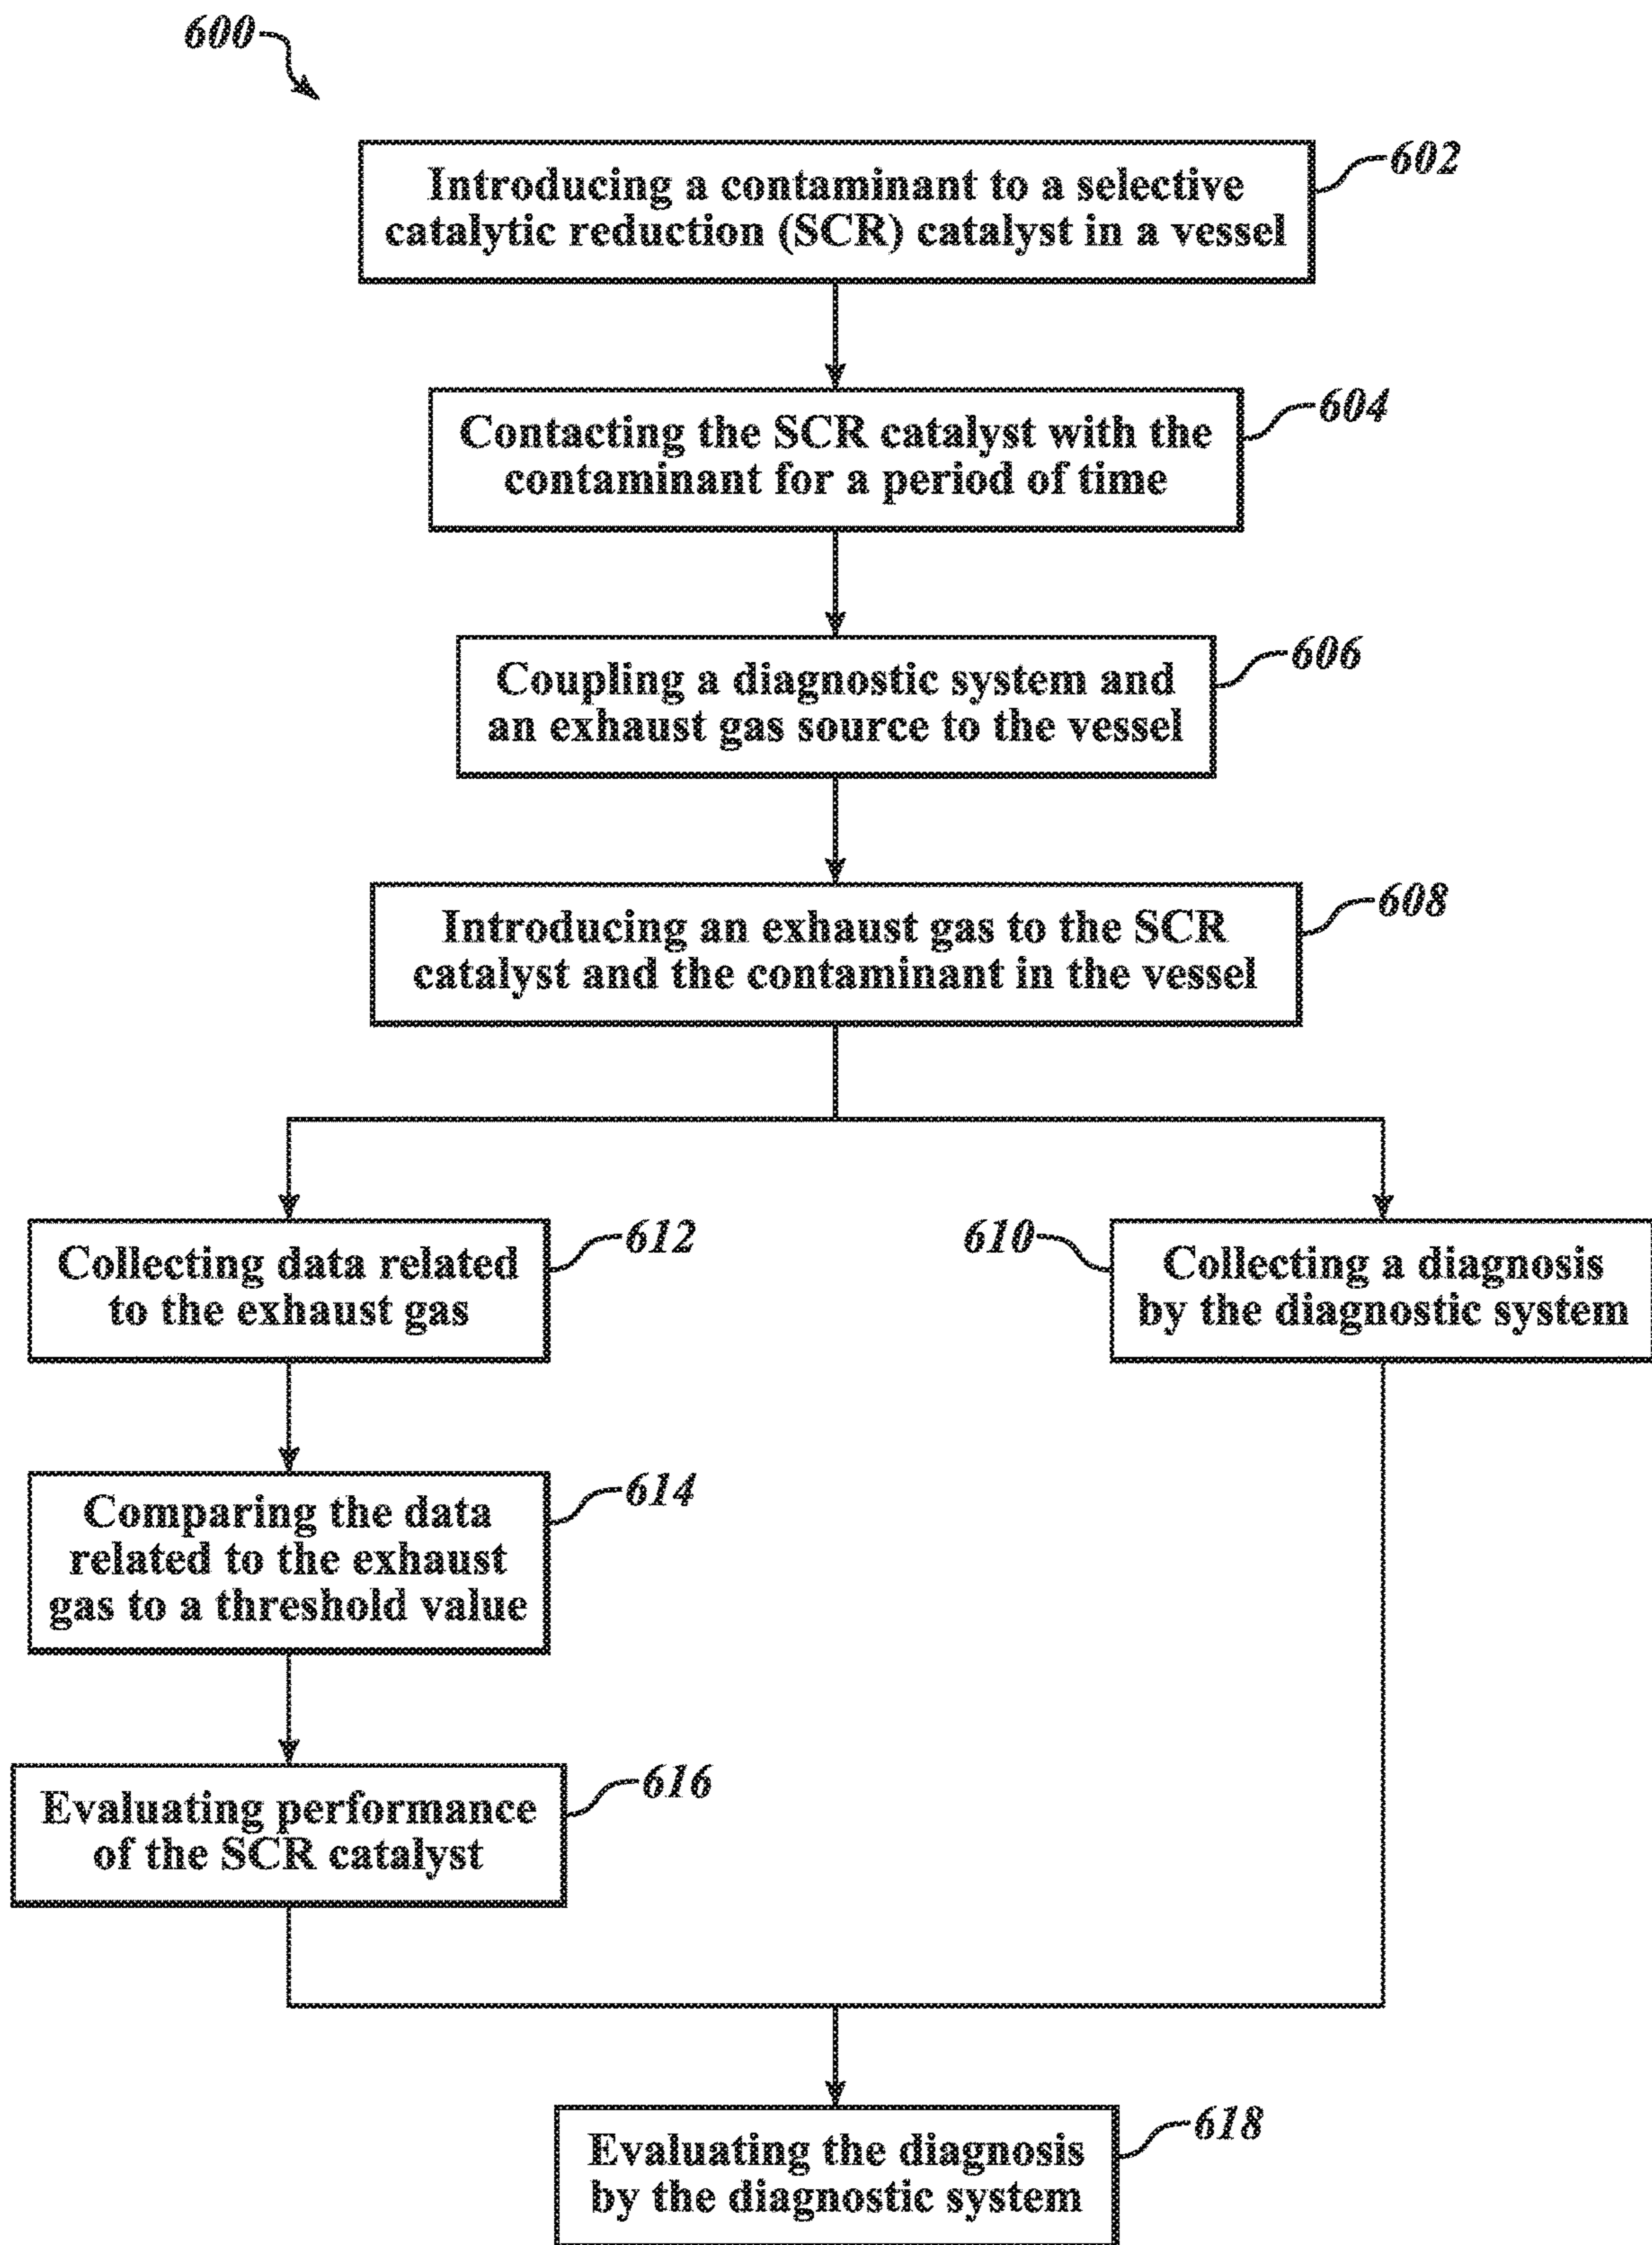 600
Introducing a contaminant to a selective
catalytic reduction (SCR) catalyst in a vessel
602
Contacting the SCR catalyst with the
contaminant for a period of time
604
Coupling a diagnostic system and
an exhaust gas source to the vessel
606
Introducing an exhaust gas to the SCR
catalyst and the contaminant in the vessel
608
Collecting data related
to the exhaust gas
612
610
Collecting a diagnosis
by the diagnostic system
Comparing the data
related to the exhaust
gas to a threshold value
614
Evaluating performance
of the SCR catalyst
616
Evaluating the diagnosis
by the diagnostic system
618